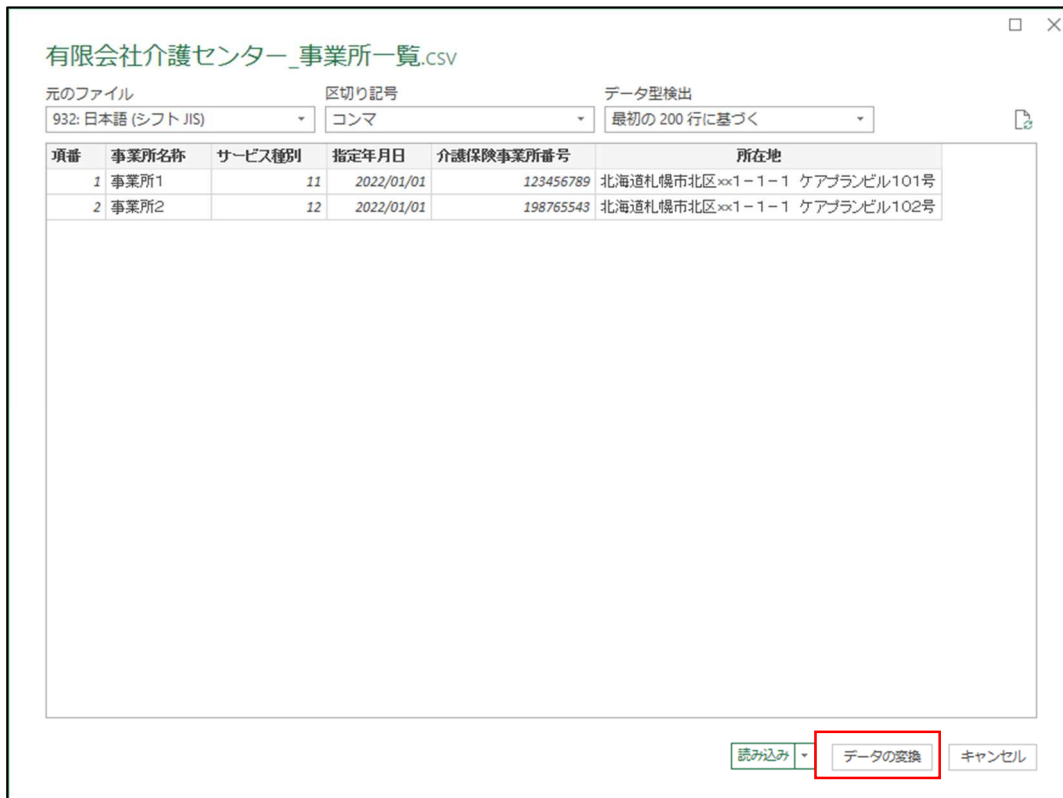 有限会社介護センター_事業所一覧.csv
元のファイル 区切り記号 データ型検出
932: 日本語 (シフト JIS) コンマ 最初の 200 行に基づく
項番 事業所名称 サービス種別 指定年月日 介護保険事業所番号 所在地
1 事業所1 11 2022/01/01 123456789 北海道札幌市北区××1－1－1 ケアプランビル101号
2 事業所2 12 2022/01/01 198765543 北海道札幌市北区××1－1－1 ケアプランビル102号
読み込み データの変換 キャンセル